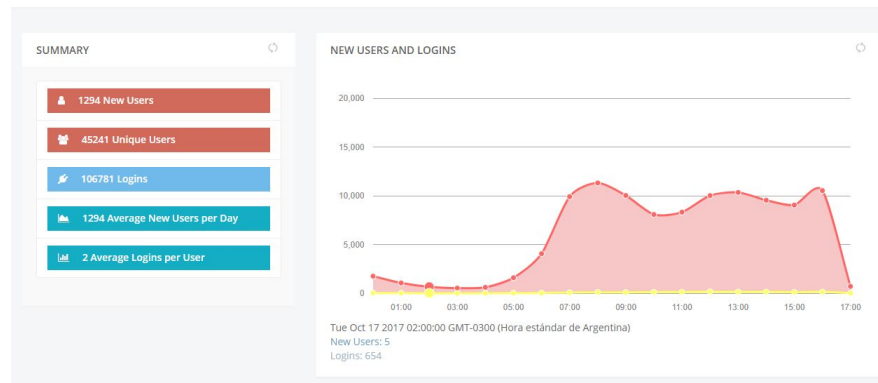 SUMMARY
1294 New Users
45241 Unique Users
106781 Logins
1294 Average New Users per Day
2 Average Logins per User
NEW USERS AND LOGINS
20,000
15,000
10,000
5,000
0
01:00 03:00 05:00 07:00 09:00 11:00 13:00 15:00 17:00
Tue Oct 17 2017 02:00:00 GMT-0300 (Hora estándar de Argentina)
New Users: 5
Logins: 654